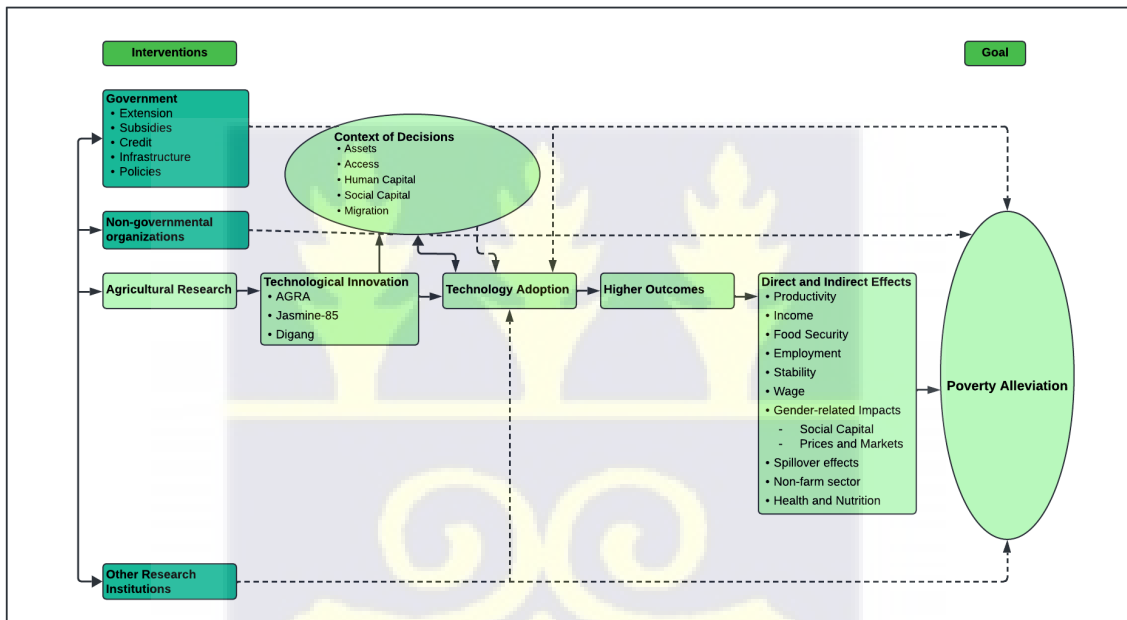 Interventions
Goal
Government
• Extension
• Subsidies
• Credit
• Infrastructure
• Policies
Context of Decisions
• Assets
• Access
• Human Capital
• Social Capital
• Migration
Non-governmental
organizations
Agricultural Research
Technological Innovation
• AGRA
• Jasmine-85
• Digang
Technology Adoption
Higher Outcomes
Direct and Indirect Effects
• Productivity
• Income
• Food Security
• Employment
• Stability
• Wage
• Gender-related Impacts
- Social Capital
- Prices and Markets
• Spillover effects
• Non-farm sector
• Health and Nutrition
Poverty Alleviation
Other Research
Institutions